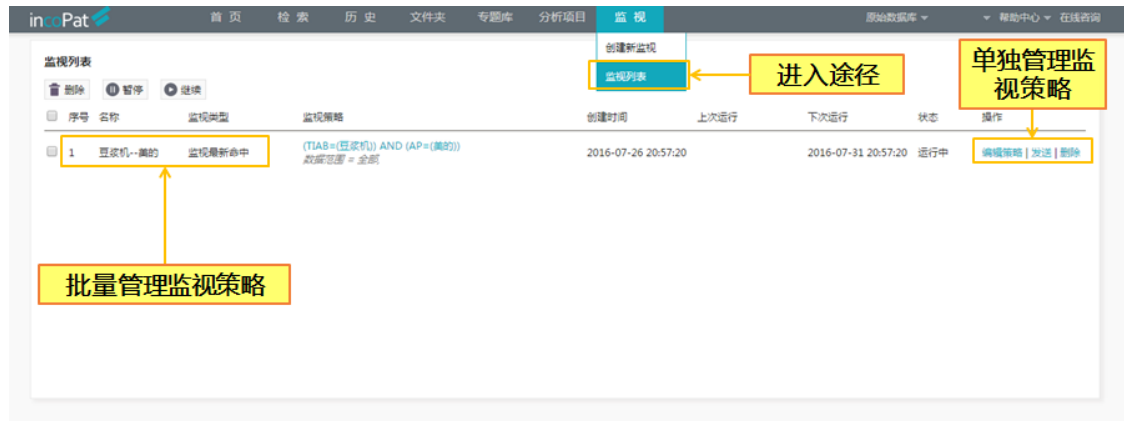 incoPat
首 页
检 索
历 史
文件夹
专题库
分析项目
监 视
原始数据库
帮助中心
在线咨询
创建新监视
监视列表
进入途径
单独管理监
视策略
监视列表
删除
暂停
继续
序号 名称 监视类型 监视策略 创建时间 上次运行 下次运行 状态 操作
1 豆浆机--美的 监视最新命中 (TIAB=(豆浆机)) AND (AP=(美的)) 2016-07-26 20:57:20 2016-07-31 20:57:20 运行中 编辑策略 | 发送 | 删除
数据范围 = 全部
批量管理监视策略